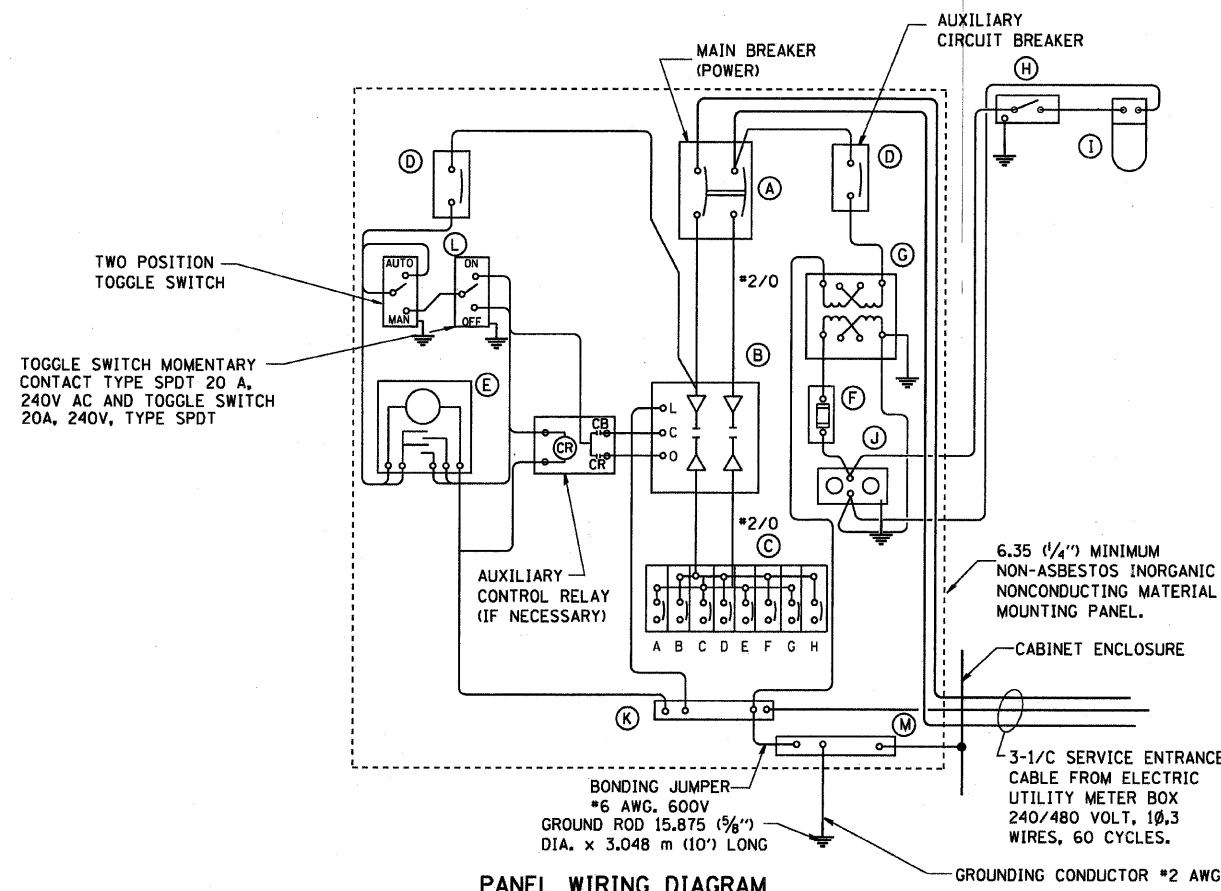 AUXILIARY
CIRCUIT BREAKER
MAIN BREAKER
(POWER)
H
I
D
A
D
L
G
TWO POSITION
TOGGLE SWITCH
AUTO
MAN
ON
OFF
#2/0
B
TOGGLE SWITCH MOMENTARY
CONTACT TYPE SPDT 20 A,
240V AC AND TOGGLE SWITCH
20A, 240V, TYPE SPDT
E
F
L
C
O
CB
CR
CR
J
#2/0
C
AUXILIARY
CONTROL RELAY
(IF NECESSARY)
6.35 (1/4") MINIMUM
NON-ASBESTOS INORGANIC
NONCONDUCTING MATERIAL
MOUNTING PANEL.
A B C D E F G H
CABINET ENCLOSURE
K
M
BONDING JUMPER
#6 AWG. 600V
GROUND ROD 15.875 (5/8")
DIA. x 3.048 m (10') LONG
3-1/C SERVICE ENTRANCE
CABLE FROM ELECTRIC
UTILITY METER BOX
240/480 VOLT, 1Ø,3
WIRES, 60 CYCLES.
GROUNDING CONDUCTOR #2 AWG
PANEL WIRING DIAGRAM